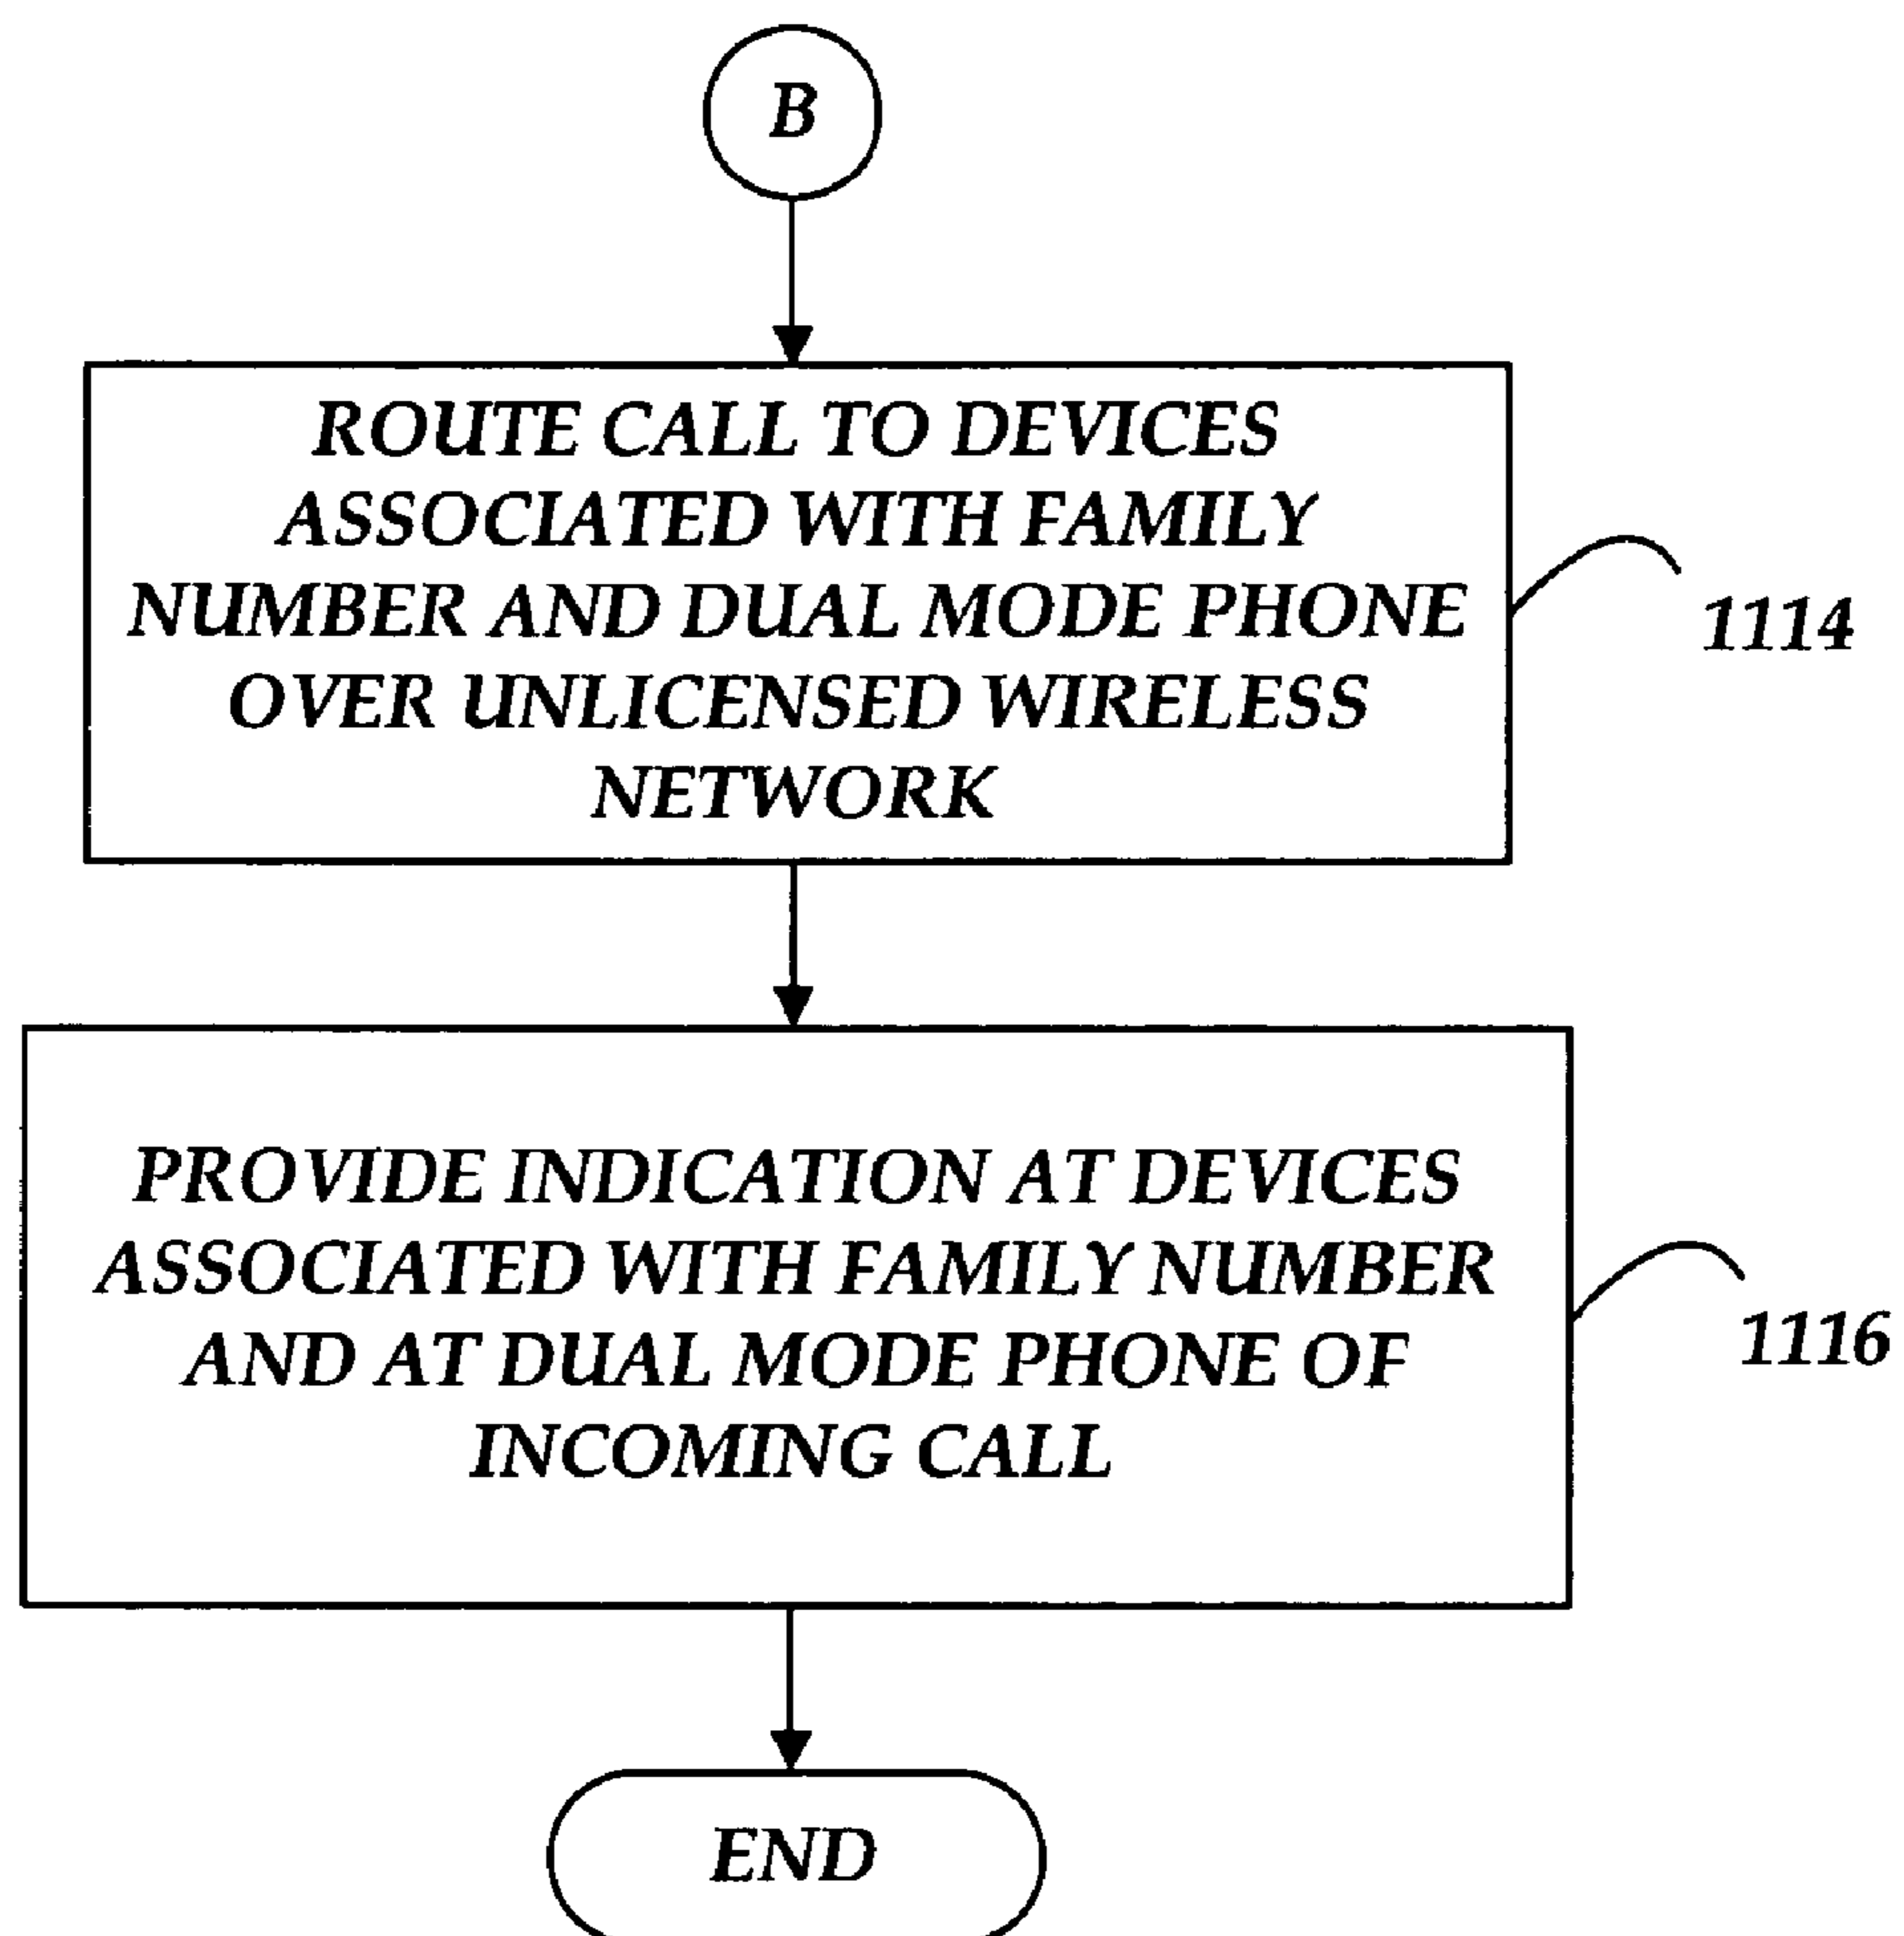 B
ROUTE CALL TO DEVICES
ASSOCIATED WITH FAMILY
NUMBER AND DUAL MODE PHONE
OVER UNLICENSED WIRELESS
NETWORK
1114
PROVIDE INDICATION AT DEVICES
ASSOCIATED WITH FAMILY NUMBER
AND AT DUAL MODE PHONE OF
INCOMING CALL
1116
END